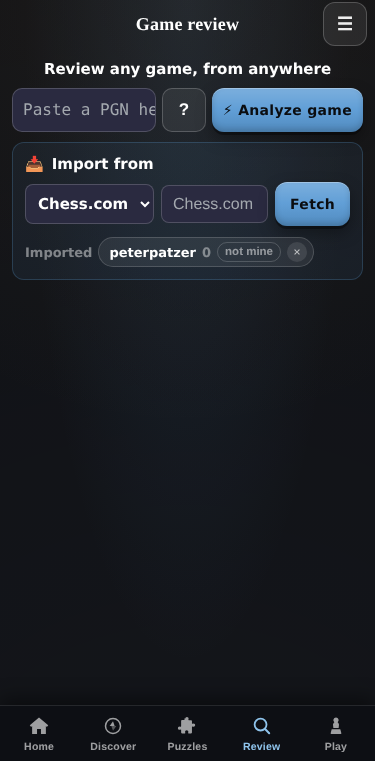 Game review
☰
Review any game, from anywhere
Paste a PGN he
?
⚡ Analyze game
📥 Import from
Chess.com
Chess.com
Fetch
Imported peterpatzer 0 not mine ×
Home Discover Puzzles Review Play